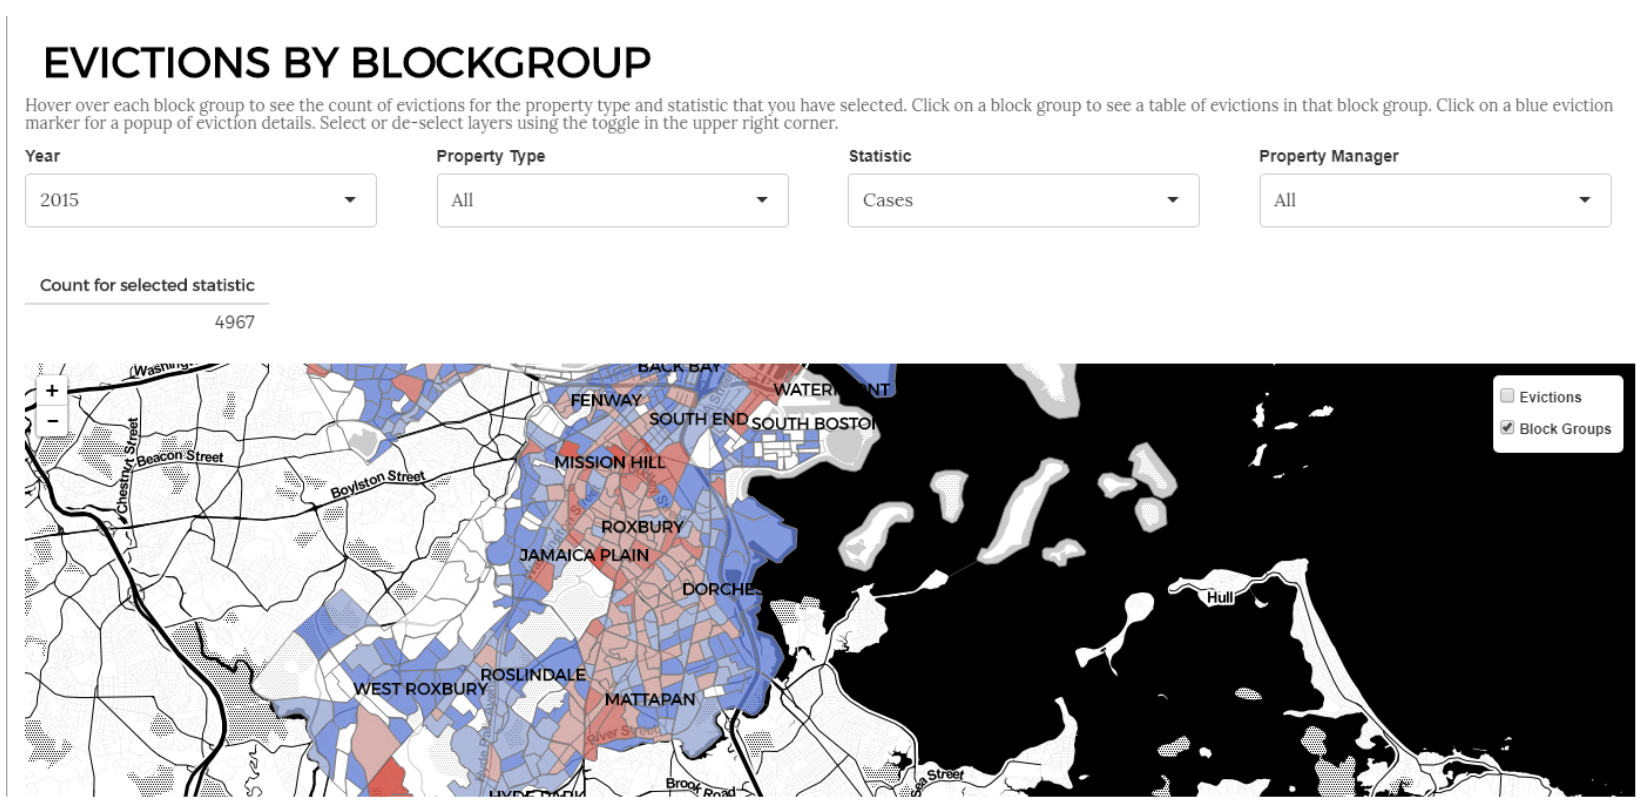 EVICTIONS BY BLOCKGROUP
Hover over each block group to see the count of evictions for the property type and statistic that you have selected. Click on a block group to see a table of evictions in that block group. Click on a blue eviction
marker for a popup of eviction details. Select or de-select layers using the toggle in the upper right corner.
Year
Property Type
Statistic
Property Manager
2015
All
Cases
All
Count for selected statistic
4967
+
−
BACK BAY
FENWAY
SOUTH END
SOUTH BOSTON
Evictions
Block Groups
Chestnut Street
Beacon Street
Boylston Street
MISSION HILL
ROXBURY
JAMAICA PLAIN
Hull
ROSLINDALE
WEST ROXBURY
MATTAPAN
River Street
HYDE PARK
Brook Road
Street